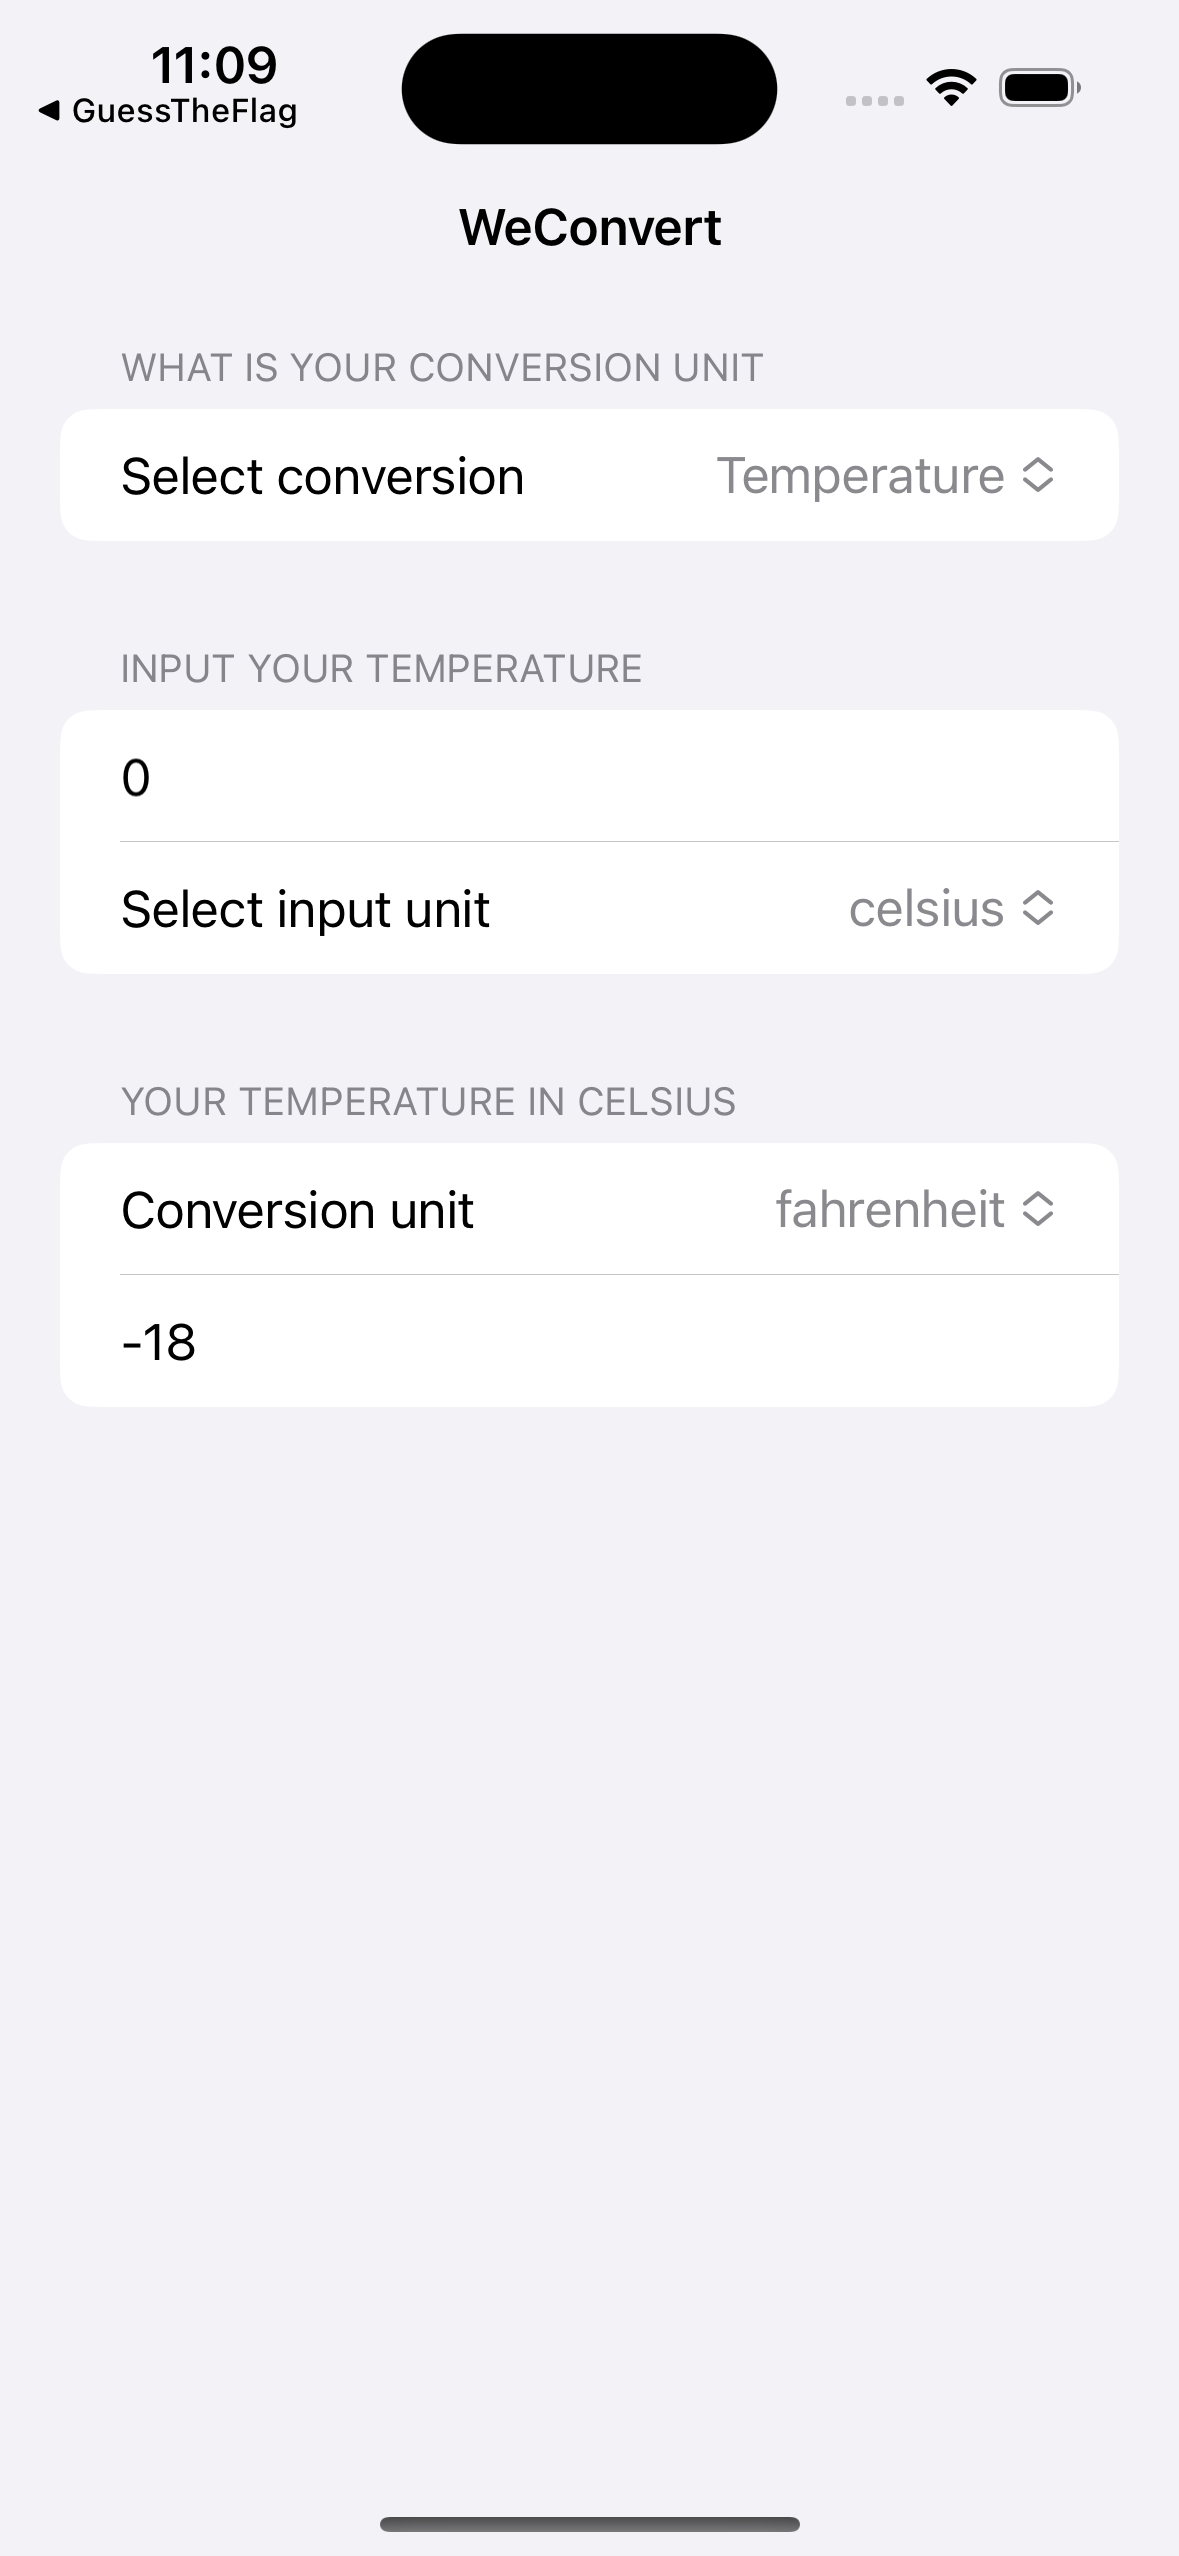 11:09
GuessTheFlag
WeConvert
WHAT IS YOUR CONVERSION UNIT
Select conversion Temperature
INPUT YOUR TEMPERATURE
0
Select input unit celsius
YOUR TEMPERATURE IN CELSIUS
Conversion unit fahrenheit
-18